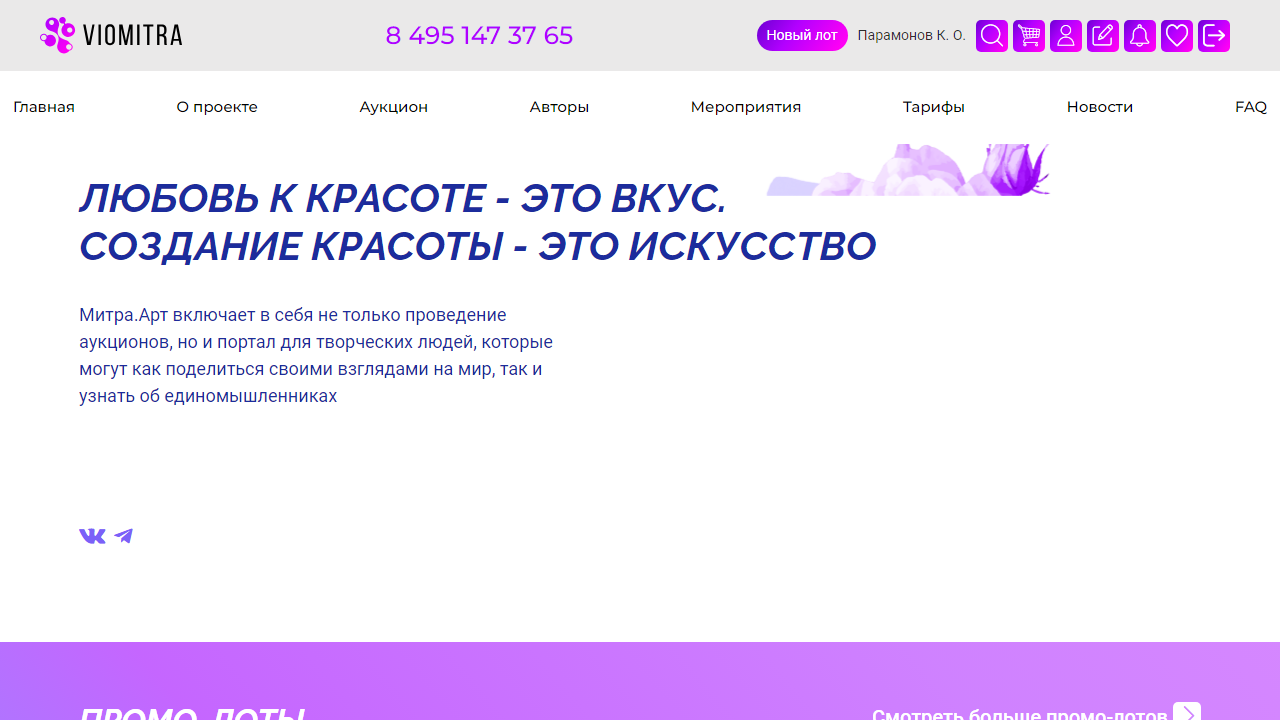 VIOMITRA
8 495 147 37 65
Новый лот
Парамонов К. О.
Главная
О проекте
Аукцион
Авторы
Мероприятия
Тарифы
Новости
FAQ
ЛЮБОВЬ К КРАСОТЕ - ЭТО ВКУС.
СОЗДАНИЕ КРАСОТЫ - ЭТО ИСКУССТВО
Митра.Арт включает в себя не только проведение
аукционов, но и портал для творческих людей, которые
могут как поделиться своими взглядами на мир, так и
узнать об единомышленниках
ПРОМО-ЛОТЫ
Смотреть больше промо-лотов